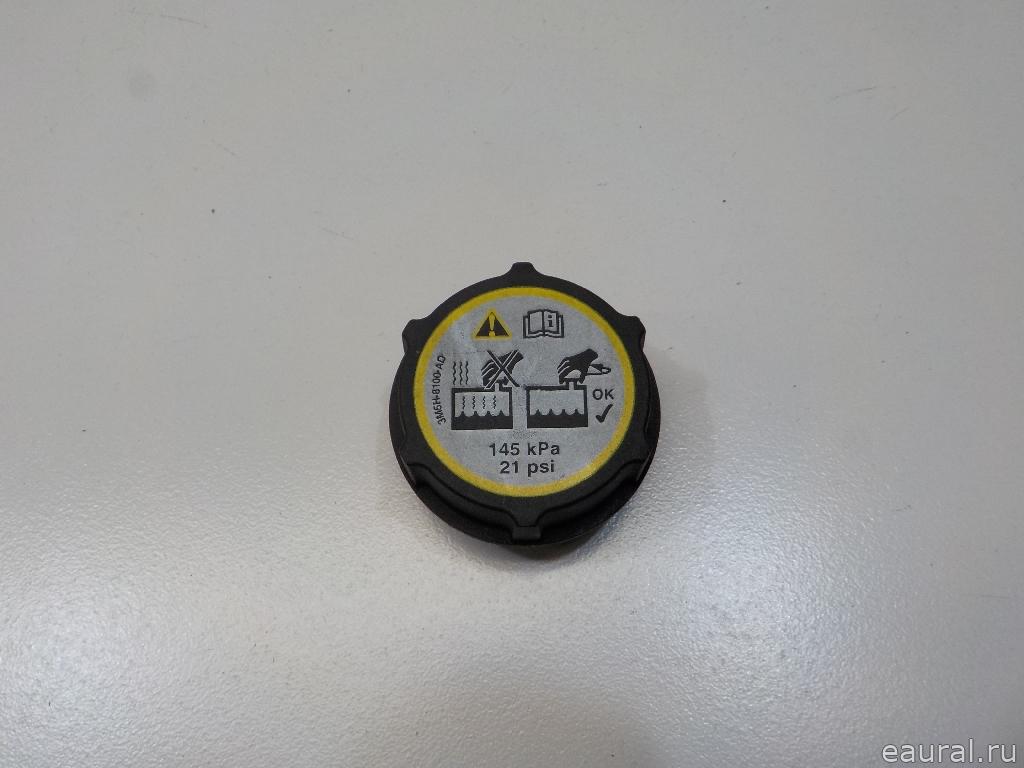 3M5H-8100-AD
OK
145 kPa
21 psi
eaural.ru